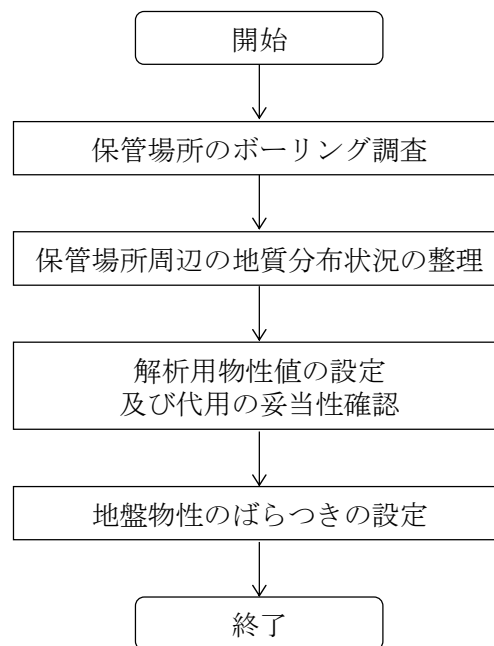 開始
保管場所のボーリング調査
保管場所周辺の地質分布状況の整理
解析用物性値の設定
及び代用の妥当性確認
地盤物性のばらつきの設定
終了